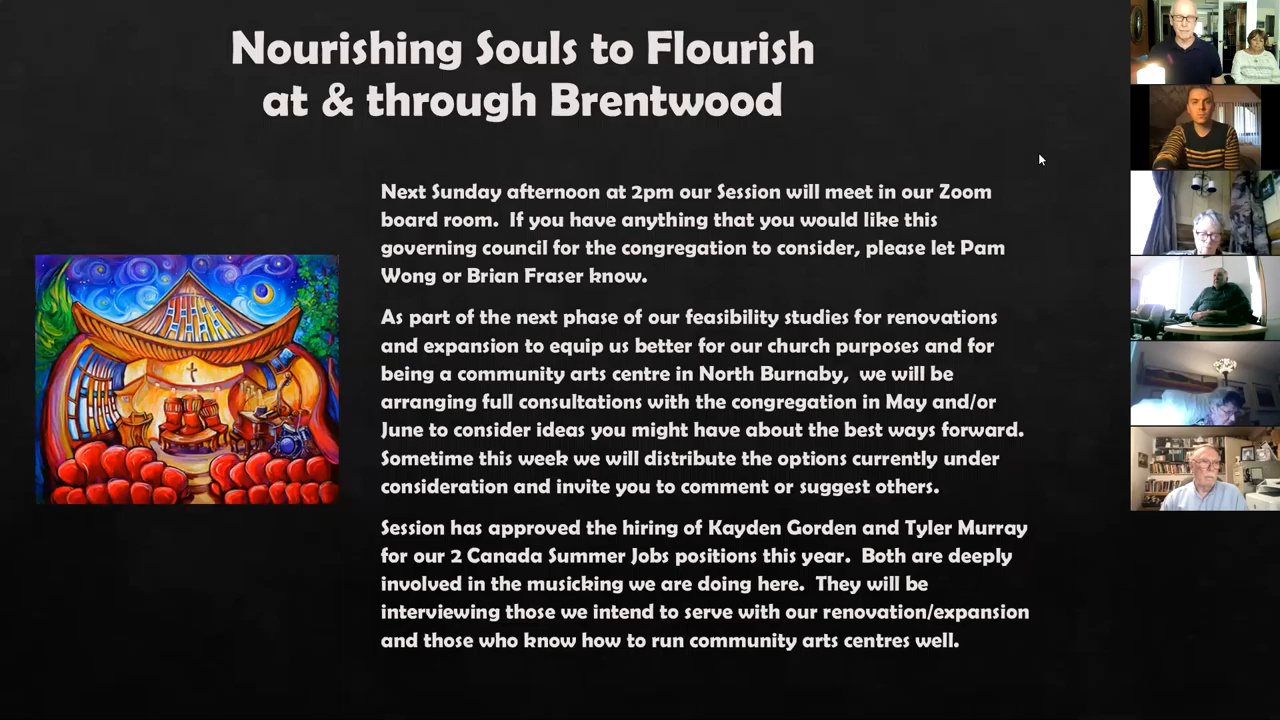 Nourishing Souls to Flourish
at & through Brentwood
Next Sunday afternoon at 2pm our Session will meet in our Zoom
board room.  If you have anything that you would like this
governing council for the congregation to consider, please let Pam
Wong or Brian Fraser know.
As part of the next phase of our feasibility studies for renovations
and expansion to equip us better for our church purposes and for
being a community arts centre in North Burnaby,  we will be
arranging full consultations with the congregation in May and/or
June to consider ideas you might have about the best ways forward.
Sometime this week we will distribute the options currently under
consideration and invite you to comment or suggest others.
Session has approved the hiring of Kayden Gorden and Tyler Murray
for our 2 Canada Summer Jobs positions this year.  Both are deeply
involved in the musicking we are doing here.  They will be
interviewing those we intend to serve with our renovation/expansion
and those who know how to run community arts centres well.